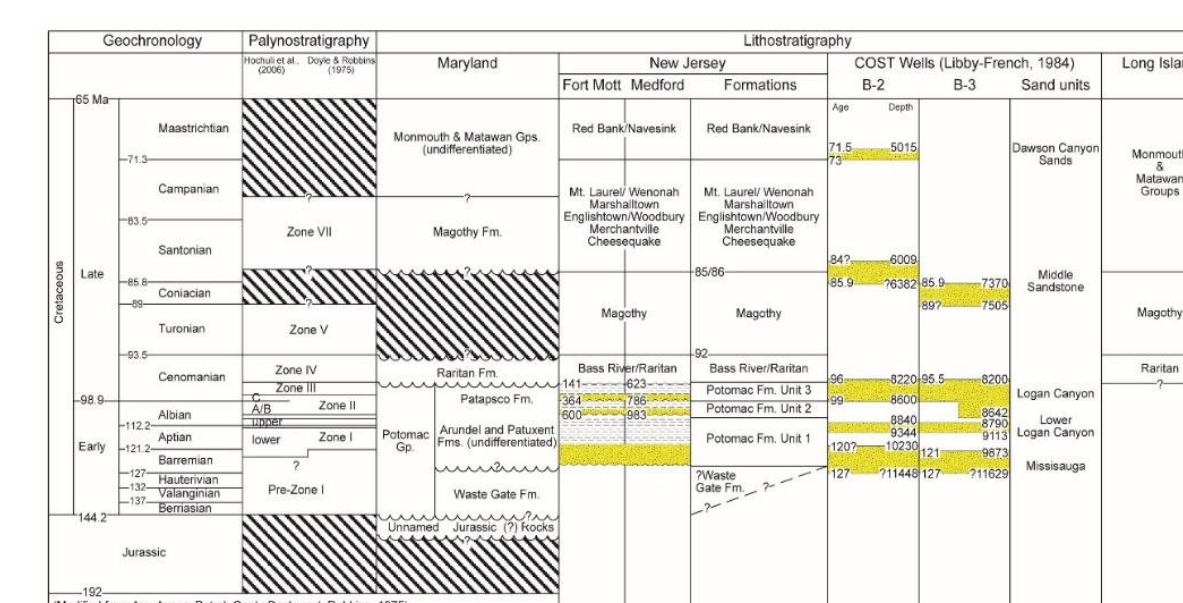 Geochronology
Palynostratigraphy
Lithostratigraphy
Hochuli et al., Doyle & Robbins
(2006) (1975)
Maryland
New Jersey
COST Wells (Libby-French, 1984)
Fort Mott Medford Formations
B-2 B-3 Sand units
65 Ma
Age Depth
Maastrichtian
Monmouth & Matawan Gps.
(undifferentiated)
Red Bank/Navesink
Red Bank/Navesink
71.5 5015
73
Dawson Canyon
Sands
71.3
Campanian
?
?
Mt. Laurel/ Wenonah
Marshalltown
Englishtown/Woodbury
Merchantville
Cheesequake
Mt. Laurel/ Wenonah
Marshalltown
Englishtown/Woodbury
Merchantville
Cheesequake
&
Groups
83.5
Zone VII
Magothy Fm.
Santonian
84? 6009
Cretaceous
Late
?
?
85/86
85.8
85.9 ?6382 85.9 7370
Middle
Sandstone
Coniacian
89
?
89? 7505
Turonian
Zone V
Magothy
Magothy
Magothy
93.5
?
92
Cenomanian
Zone IV
Raritan Fm.
Bass River/Raritan
Bass River/Raritan
Raritan
?
Zone III
141 623
Potomac Fm. Unit 3
96 8220 95.5 8200
Logan Canyon
98.9
C
A/B
Zone II
Patapsco Fm.
364 786
Potomac Fm. Unit 2
99 8600
Albian
600 983
8642
112.2
upper
8840 8790
Lower
Logan Canyon
Early
Aptian
lower
Zone I
Potomac
Gp.
Arundel and Patuxent
Fms. (undifferentiated)
Potomac Fm. Unit 1
9344 9113
121.2
120? 10230 121 9873
Barremian
?
?
Missisauga
127
Hauterivian
?Waste
Gate Fm.
?
127 ?11448 127 ?11629
132
Valanginian
Pre-Zone I
Waste Gate Fm.
137
Berriasian
?
144.2
?
Unnamed Jurassic (?) Rocks
?
Jurassic
192